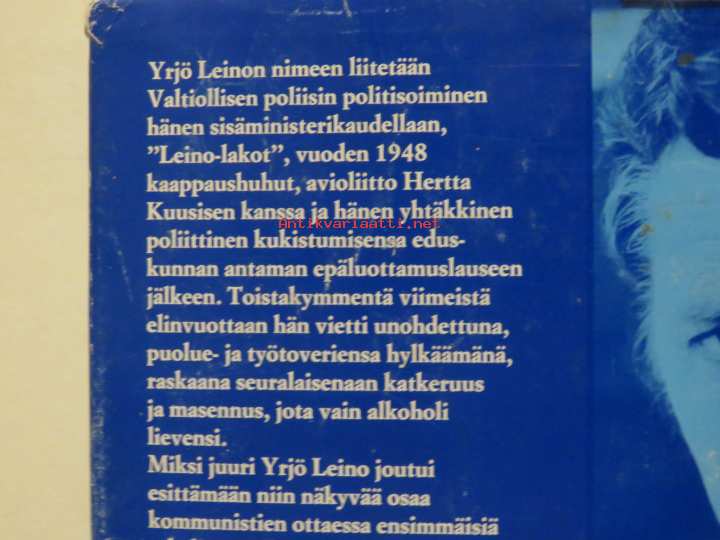 Yrjö Leinon nimeen liitetään
Valtiollisen poliisin politisoiminen
hänen sisäministerikaudellaan,
”Leino-lakot”, vuoden 1948
kaappaushuhut, avioliitto Hertta
Kuusisen kanssa ja hänen yhtäkkinen
Antikvariaatti.net
poliittinen kukistumisensa edus-
kunnan antaman epäluottamuslauseen
jälkeen. Toistakymmentä viimeistä
elinvuottaan hän vietti unohdettuna,
puolue- ja työtoveriensa hylkäämänä,
raskaana seuralaisenaan katkeruus
ja masennus, jota vain alkoholi
lievensi.
Miksi juuri Yrjö Leino joutui
esittämään niin näkyvää osaa
kommunistien ottaessa ensimmäisiä